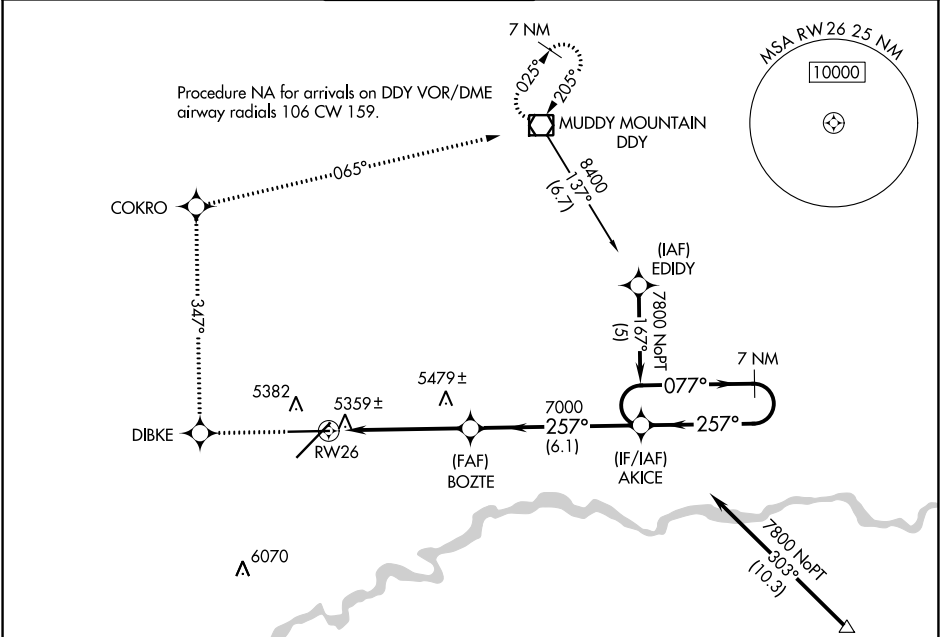 7 NM
MSA RW26 25 NM
10000
025°
205°
Procedure NA for arrivals on DDY VOR/DME
airway radials 106 CW 159.
MUDDY MOUNTAIN
DDY
065°
8400
137°
(6.7)
COKRO
(IAF)
EDIDY
347°
7800 NoPT
167°
(5)
7 NM
077°
5382
5359±
5479±
7000
257°
(6.1)
257°
DIBKE
RW26
(FAF)
BOZTE
(IF/IAF)
AKICE
6070
7800 NoPT
303°
(10.3)